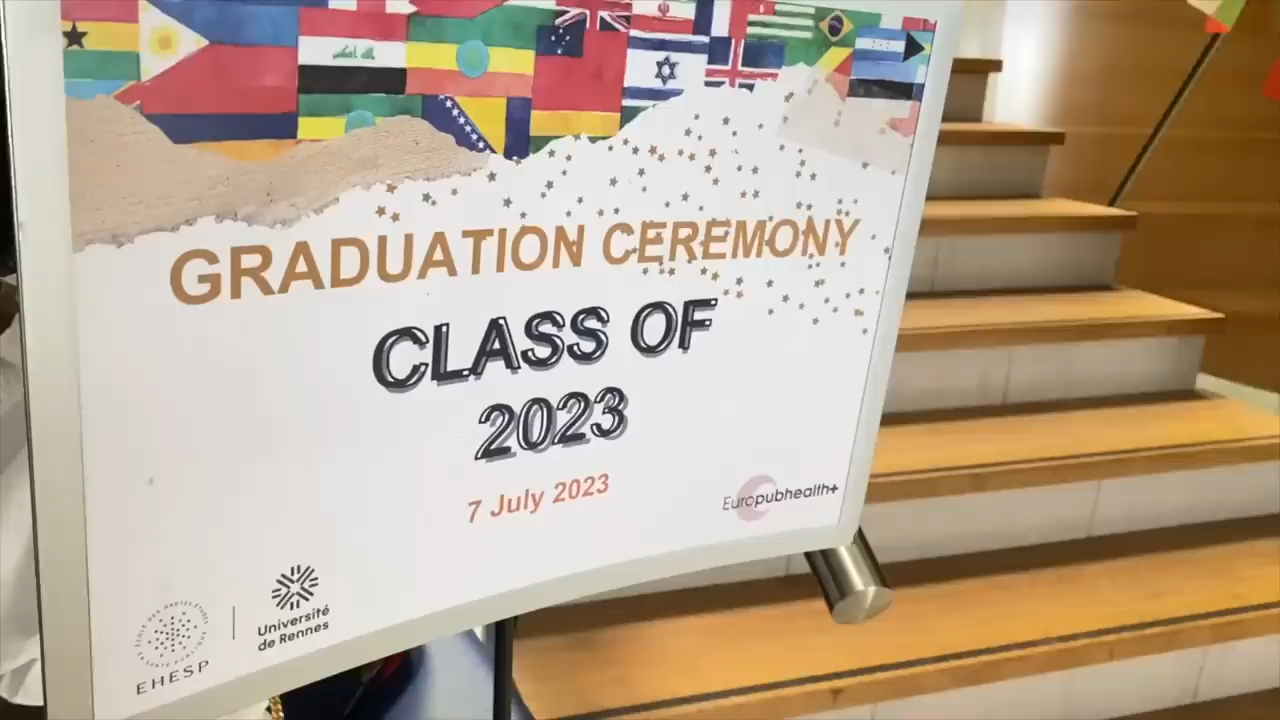 GRADUATION CEREMONY
CLASS OF
2023
7 July 2023
Europubhealth+
EHESP
Université
de Rennes